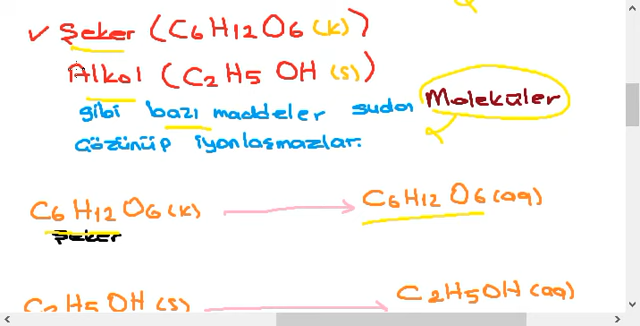 ✓ Şeker (C6H12O6 (k))
Alkol (C2H5OH (s))
gibi bazı maddeler sudan Moleküler
çözünüp iyonlaşmazlar.
C6H12O6 (k) → C6H12O6 (aq)
şeker
C2H5OH (s) → C2H5OH (aq)